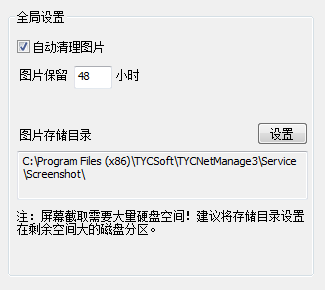 全局设置
自动清理图片
图片保留 48 小时
图片存储目录 设置
C:\Program Files (x86)\TYCSoft\TYCNetManage3\Service
\Screenshot\
注：屏幕截取需要大量硬盘空间！建议将存储目录设置
在剩余空间大的磁盘分区。